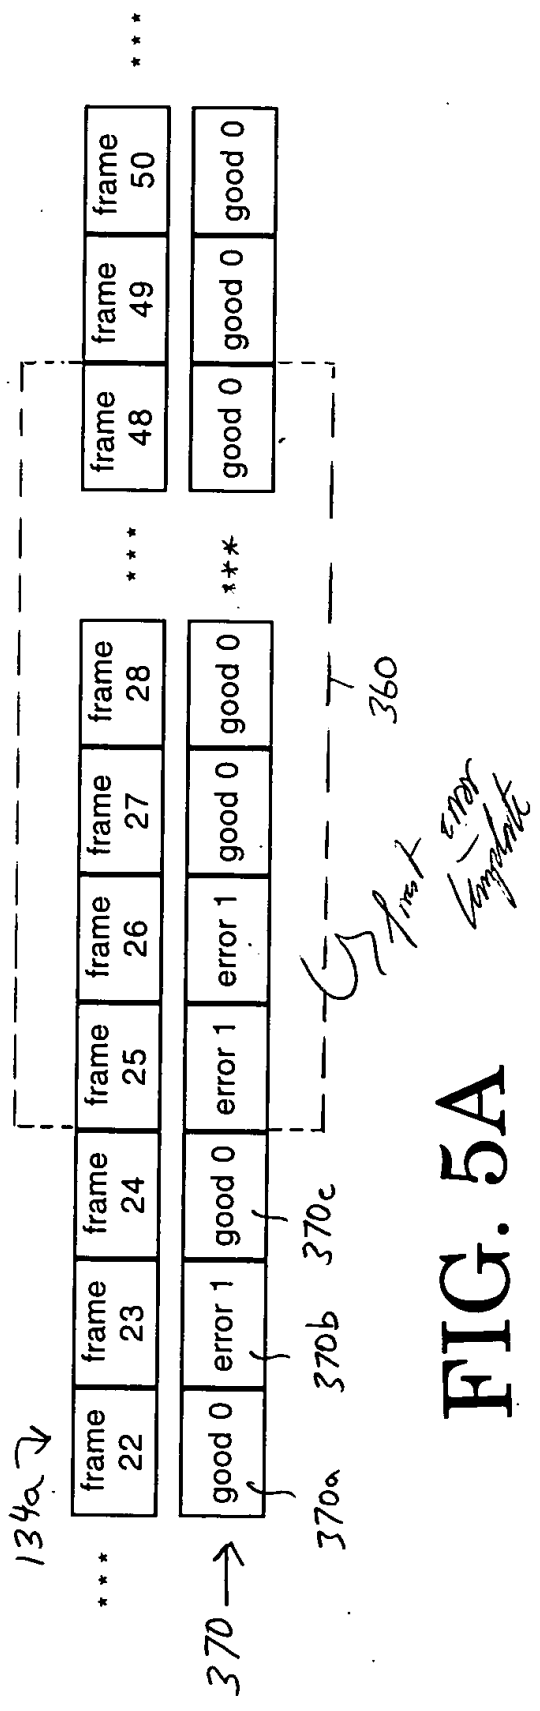 134a
*** frame 22 frame 23 frame 24 frame 25 frame 26 frame 27 frame 28 *** frame 48 frame 49 frame 50 ***
370 → good 0 error 1 good 0 error 1 error 1 good 0 good 0 *** good 0 good 0 good 0
370a 370b 370c 360
first
template
FIG. 5A